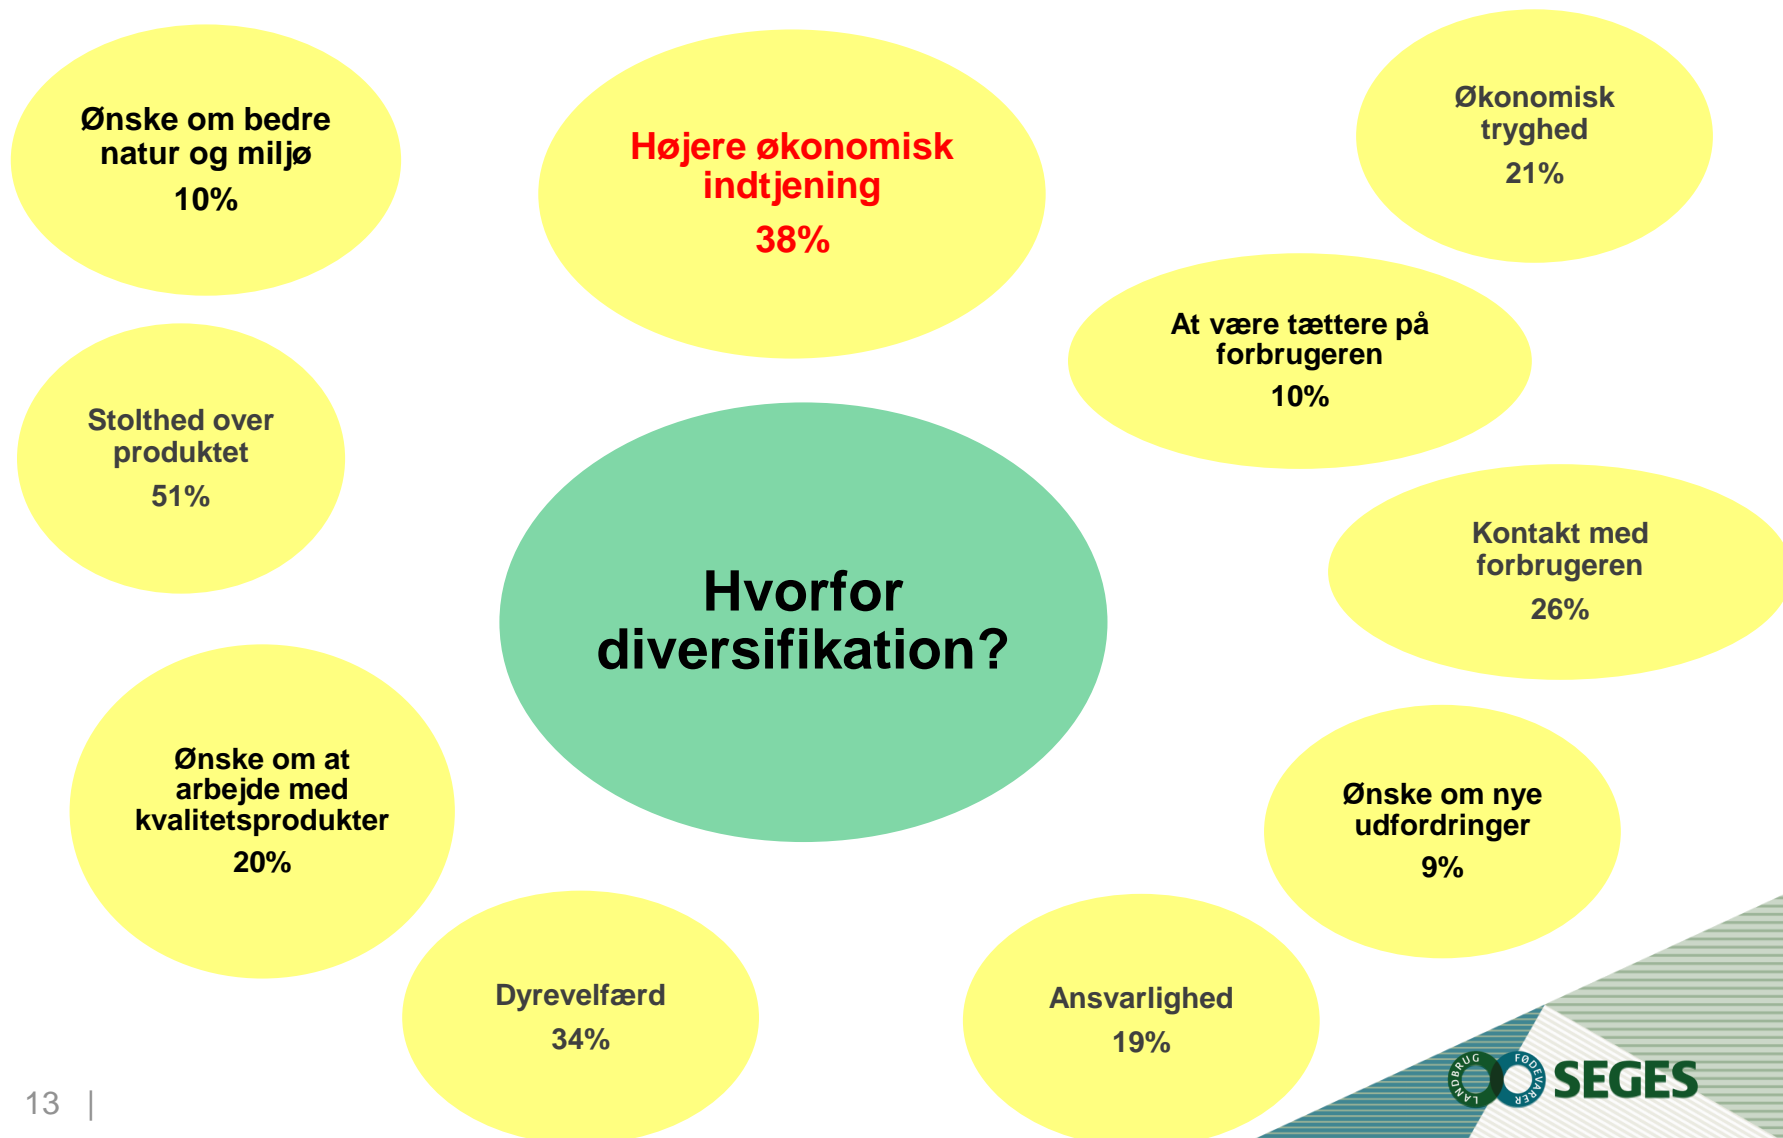 Ønske om bedre
natur og miljø
10%
Højere økonomisk
indtjening
38%
Økonomisk
tryghed
21%
At være tættere på
forbrugeren
10%
Stolthed over
produktet
51%
Hvorfor
diversifikation?
Kontakt med
forbrugeren
26%
Ønske om at
arbejde med
kvalitetsprodukter
20%
Ønske om nye
udfordringer
9%
Dyrevelfærd
34%
Ansvarlighed
19%
LANDBRUG
FØDEVARER
SEGES
13 |